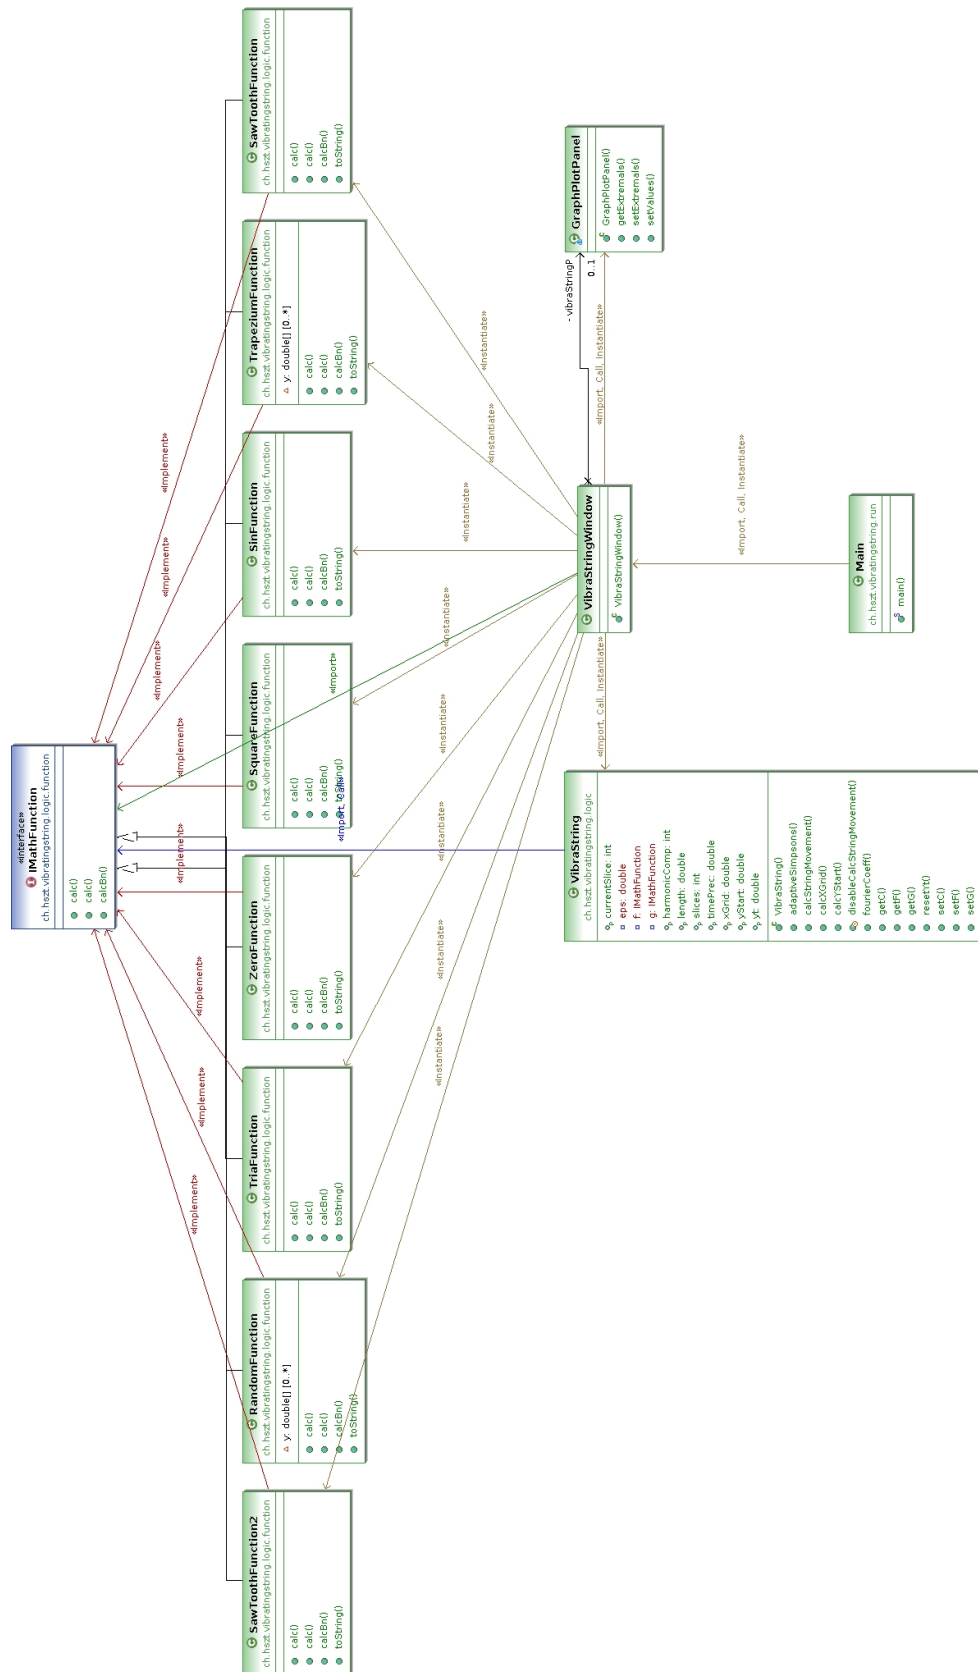 «interface»
IMathFunction
ch.hszt.vibratingstring.logic.function
calc()
calc()
calcBn()
«Implement»
«Implement»
«Implement»
«Implement»
«Implement»
«Implement»
«Implement»
«Implement»
SawToothFunction2
ch.hszt.vibratingstring.logic.function
calc()
calc()
calcBn()
toString()
RandomFunction
ch.hszt.vibratingstring.logic.function
y: double[] [0..*]
calc()
calc()
calcBn()
toString()
TriaFunction
ch.hszt.vibratingstring.logic.function
calc()
calc()
calcBn()
toString()
ZeroFunction
ch.hszt.vibratingstring.logic.function
calc()
calc()
calcBn()
toString()
SquareFunction
ch.hszt.vibratingstring.logic.function
calc()
calc()
calcBn()
toString()
SinFunction
ch.hszt.vibratingstring.logic.function
calc()
calc()
calcBn()
toString()
TrapeziumFunction
ch.hszt.vibratingstring.logic.function
y: double[] [0..*]
calc()
calc()
calcBn()
toString()
SawToothFunction
ch.hszt.vibratingstring.logic.function
calc()
calc()
calcBn()
toString()
«Import»
«Import, Call»
«Instantiate»
«Instantiate»
«Instantiate»
«Instantiate»
«Instantiate»
«Instantiate»
«Instantiate»
«Instantiate»
VibraString
ch.hszt.vibratingstring.logic
currentSlice: int
eps: double
f: IMathFunction
g: IMathFunction
harmonicComp: int
length: double
slices: int
timePrec: double
xGrid: double
yStart: double
yt: double
VibraString()
adaptiveSimpsons()
calcStringMovement()
calcXGrid()
calcYStart()
disableCalcStringMovement()
fourierCoeff()
getC()
getF()
getG()
resetYt()
setC()
setF()
setG()
«Import, Call, Instantiate»
VibraStringWindow
VibraStringWindow()
«Import, Call, Instantiate»
- vibraStringP
0..1
GraphPlotPanel
GraphPlotPanel()
getExtremals()
setExtremals()
setValues()
«Import, Call, Instantiate»
Main
ch.hszt.vibratingstring.run
main()